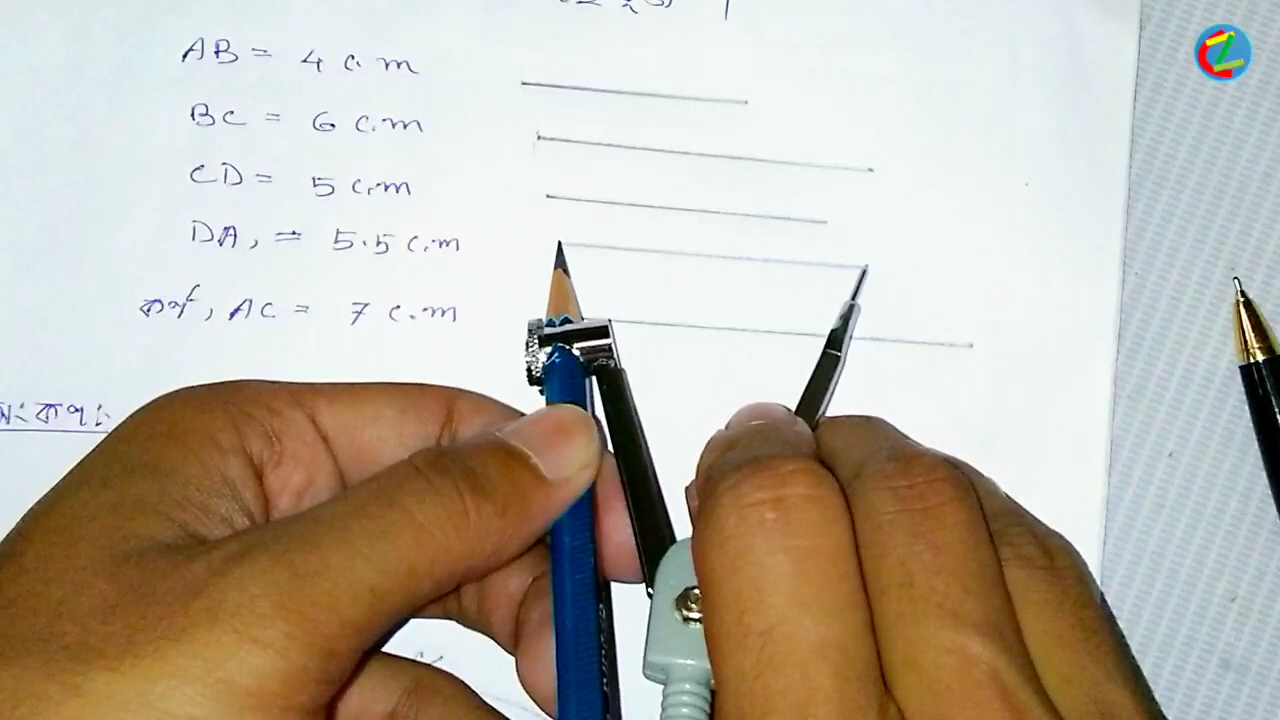 AB = 4 c.m
BC = 6 c.m
CD = 5 c.m
DA, = 5.5 c.m
কর্ণ, AC = 7 c.m